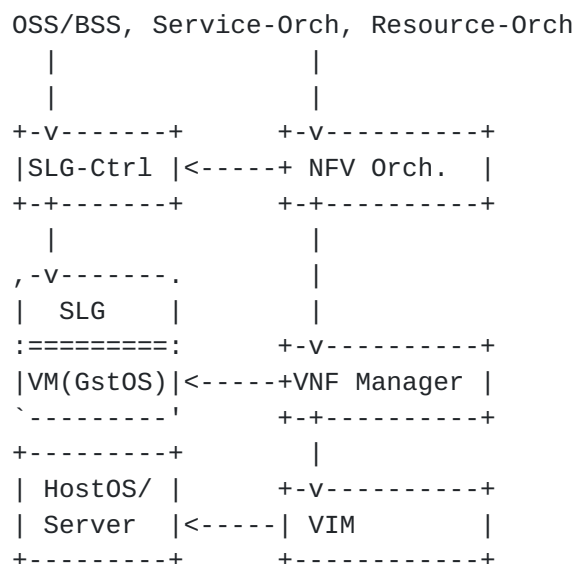 OSS/BSS, Service-Orch, Resource-Orch
  |                |
  |                |
+-v-------+      +-v----------+
|SLG-Ctrl |<-----+ NFV Orch.  |
+-+-------+      +-+----------+
  |                |
,-v-------.        |
|   SLG    |        |
:=========:      +-v----------+
|VM(GstOS)|<-----+VNF Manager |
`---------'      +-+----------+
+---------+        |
| HostOS/ |      +-v----------+
| Server  |<-----| VIM        |
+---------+      +------------+